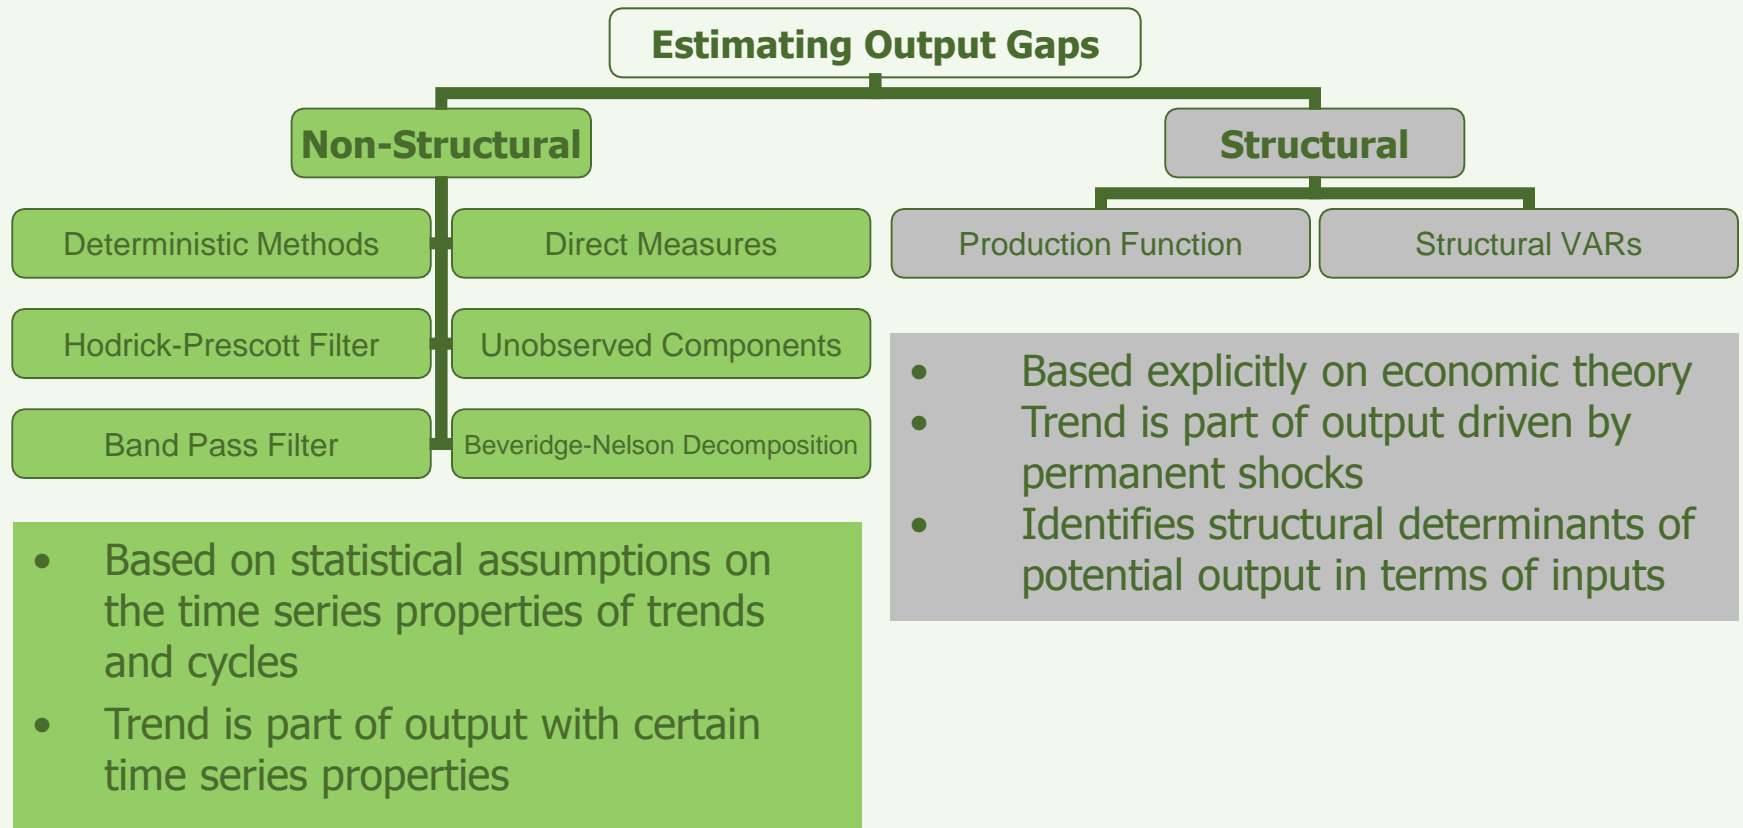 Estimating Output Gaps
Non-Structural
Structural
Deterministic Methods
Direct Measures
Production Function
Structural VARs
Hodrick-Prescott Filter
Unobserved Components
Band Pass Filter
Beveridge-Nelson Decomposition
• Based on statistical assumptions on
the time series properties of trends
and cycles
• Trend is part of output with certain
time series properties
• Based explicitly on economic theory
• Trend is part of output driven by
permanent shocks
• Identifies structural determinants of
potential output in terms of inputs